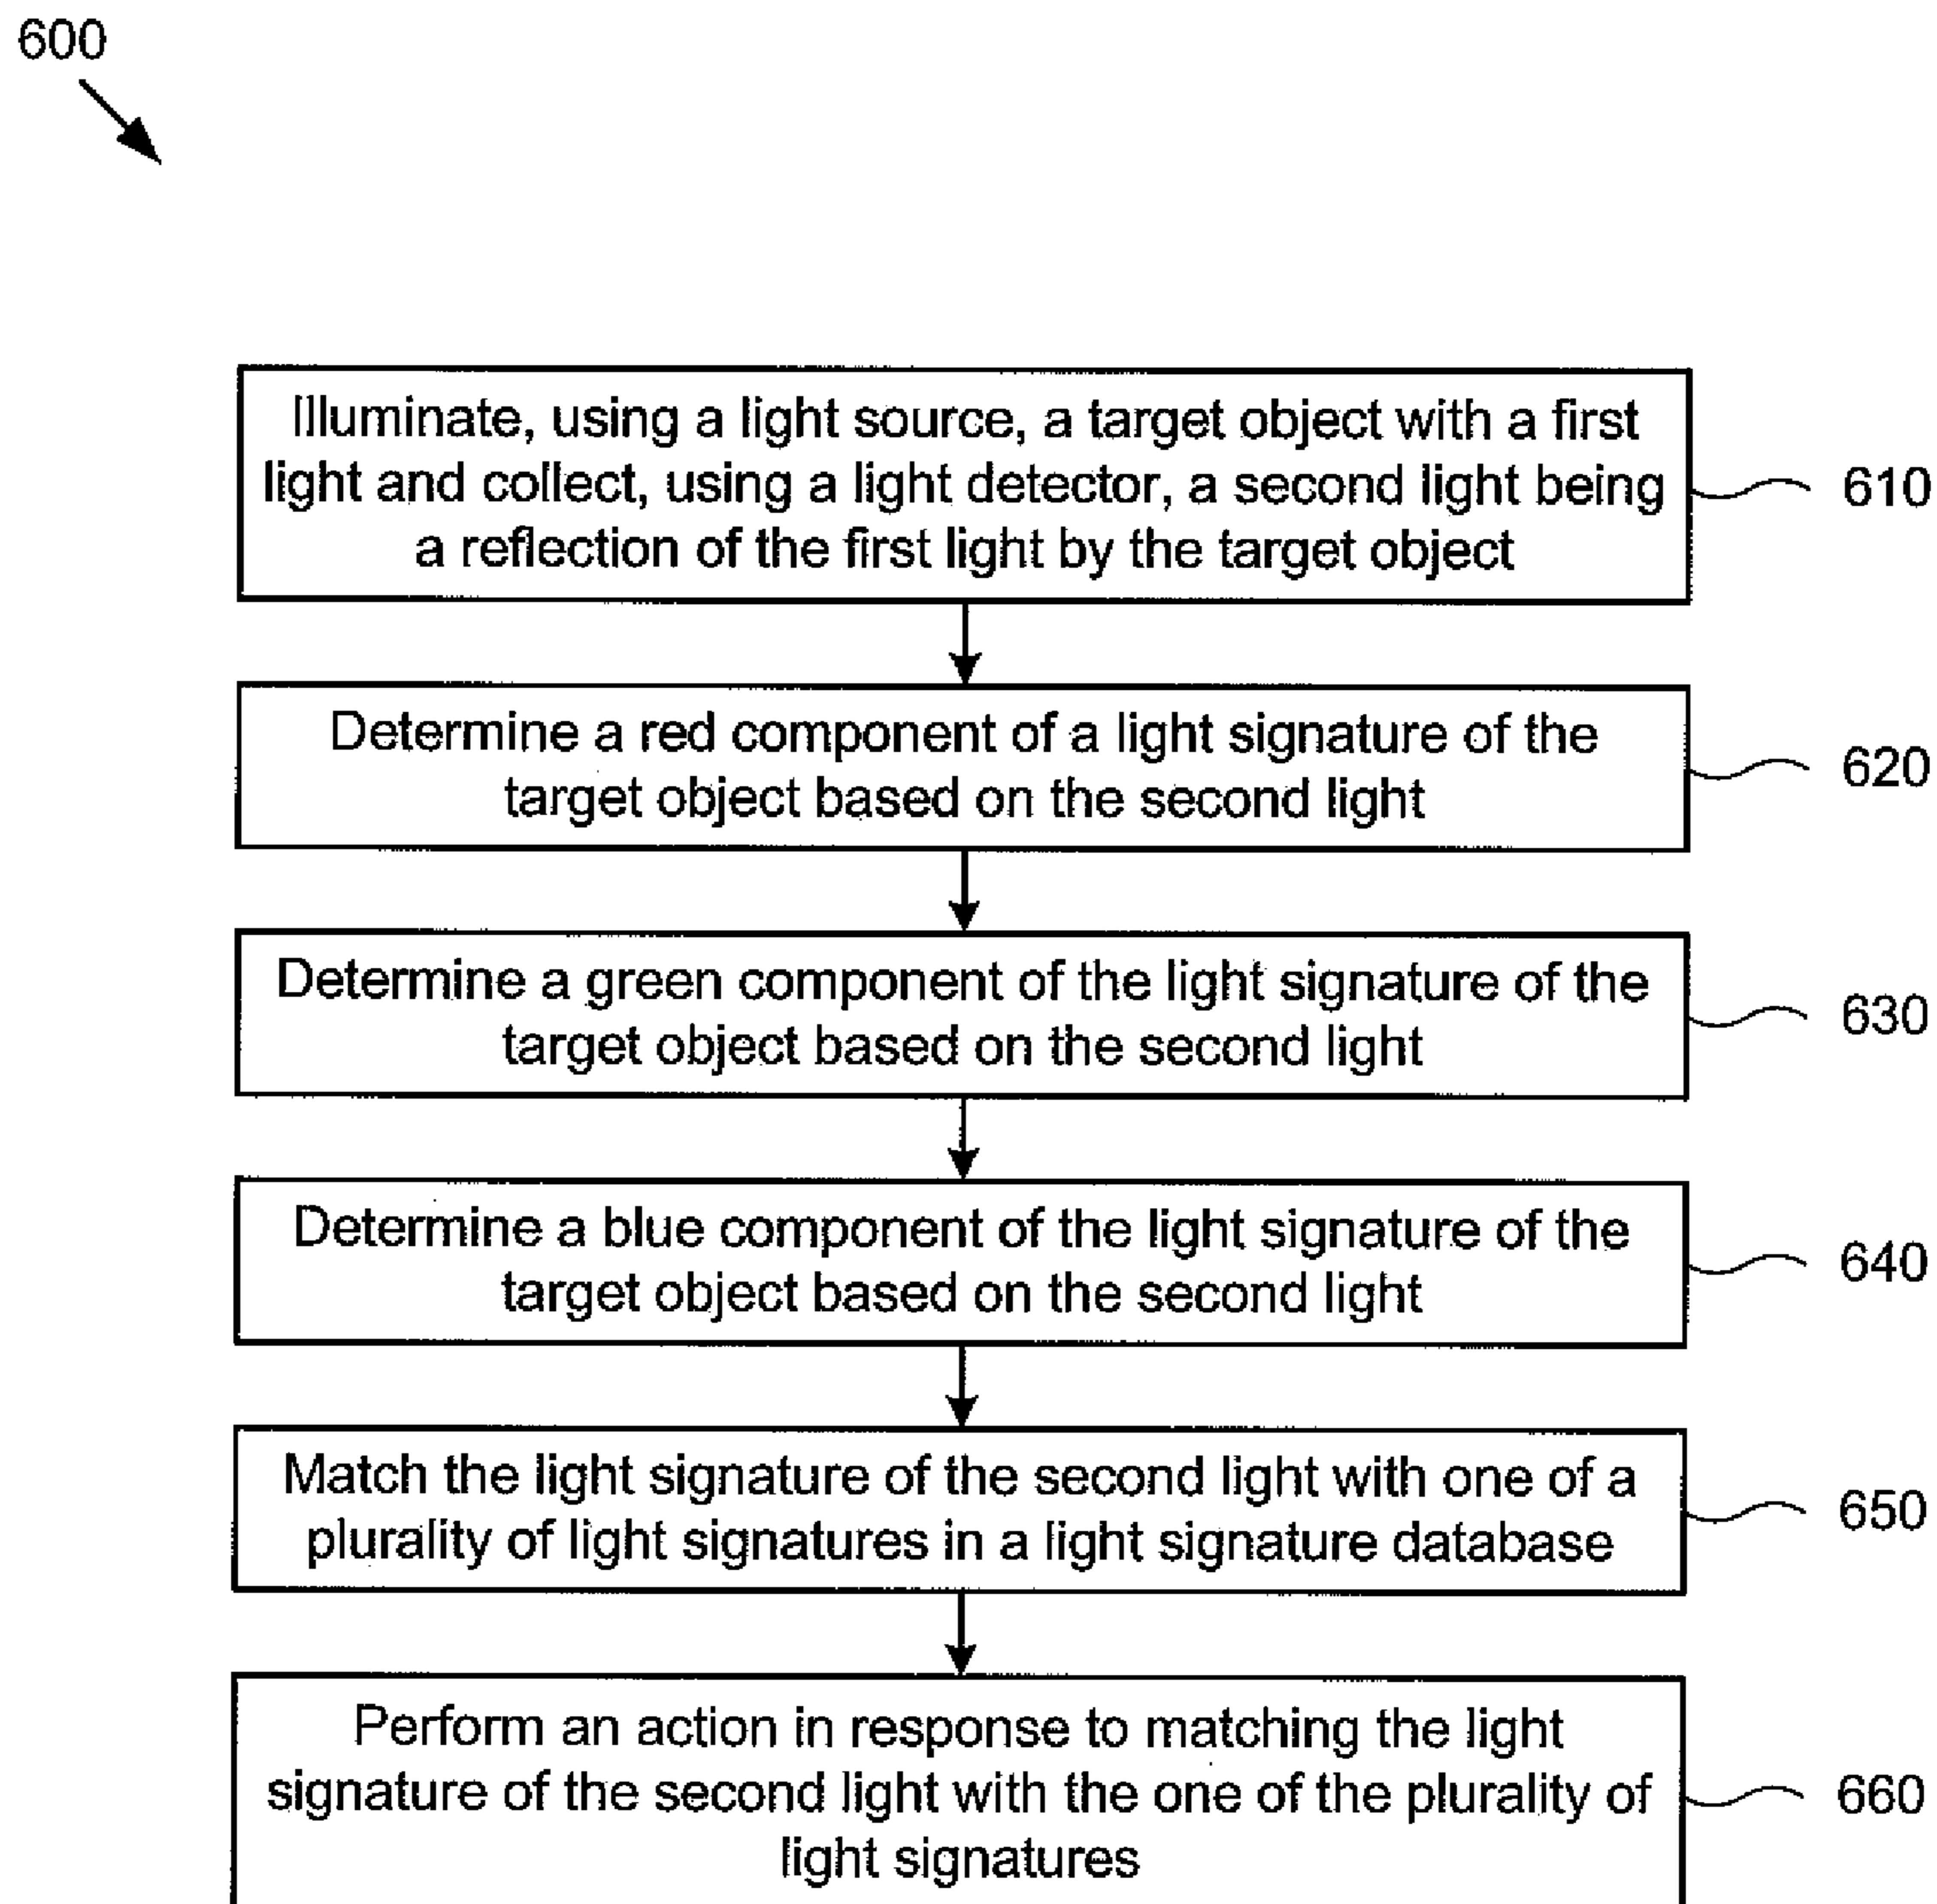 600
Illuminate, using a light source, a target object with a first
light and collect, using a light detector, a second light being
a reflection of the first light by the target object
610
Determine a red component of a light signature of the
target object based on the second light
620
Determine a green component of the light signature of the
target object based on the second light
630
Determine a blue component of the light signature of the
target object based on the second light
640
Match the light signature of the second light with one of a
plurality of light signatures in a light signature database
650
Perform an action in response to matching the light
signature of the second light with the one of the plurality of
light signatures
660